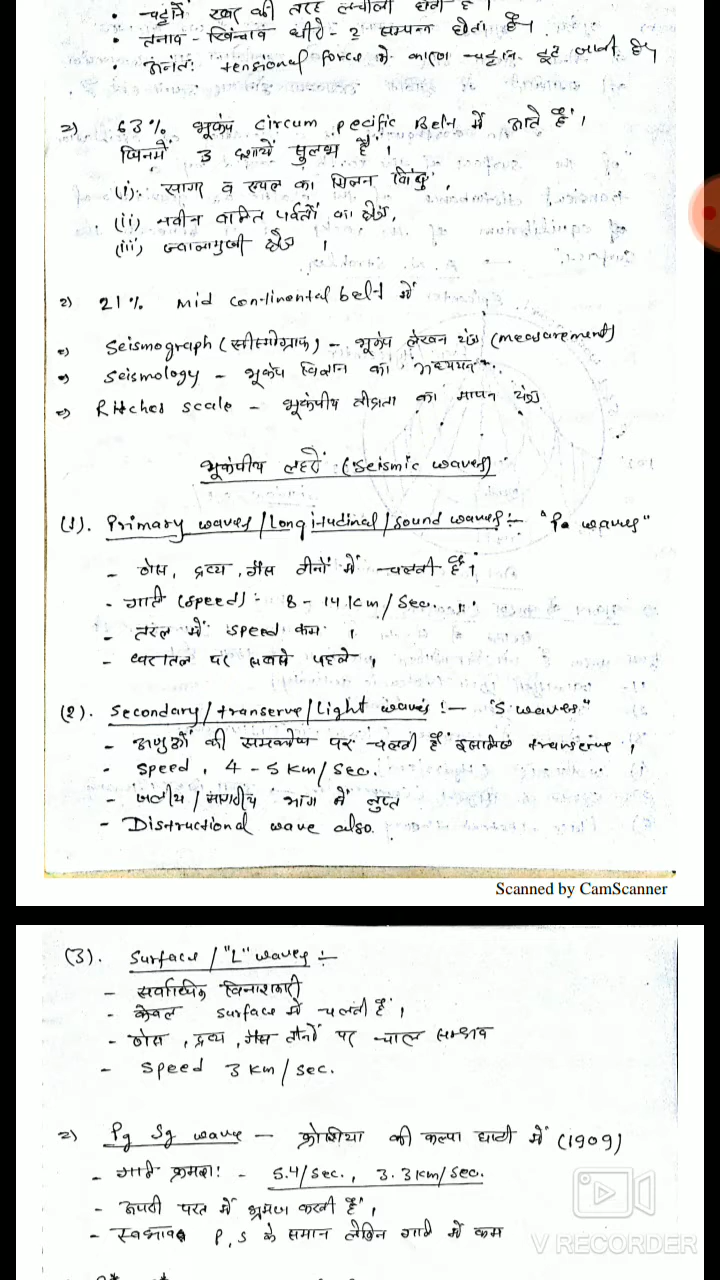 • चट्टानें रबर की तरह लचीली होती हैं।
• तनाव - खिंचाव धीरे - २ सम्पन्न होता है।
अंततः tensional force के कारण चट्टान टूट जाती है।
⇒) 63% भूकंप Circum pecific Belt में आते हैं।
जिनमें 3 दशायें सुलभ हैं।
(i). सागर व स्थल का मिलन बिंदु,
(ii) नवीन वलित पर्वतों का क्षेत्र,
(iii) ज्वालामुखी क्षेत्र ।
२) 21% mid continental belt में
⇒) Seismograph (सीस्मोग्राफ) - भूकंप लेखन यंत्र (measurement)
⇒) Seismology - भूकंप विज्ञान का अध्ययन
⇒) Ritcher scale - भूकंपीय तीव्रता का मापन यंत्र
भूकंपीय लहरें (Seismic waves)
(1). Primary waves/Longitudinal/sound waves :- "P. waves"
- ठोस, द्रव्य, गैस तीनों में चलती हैं।
- गति (speed) :- 8 - 14 km/sec.
- तरल में speed कम ।
- धरातल पर सबसे पहले ,
(2). Secondary/transerve/Light waves :- "S waves"
- अणुओं की समकोण पर चलती हैं इसलिए transerve ,
- speed , 4 - 5 km/sec.
- जलीय / सागरीय भाग में लुप्त
- Distructional wave also.
Scanned by CamScanner
(3). Surface / "L" waves :-
- सर्वाधिक विनाशकारी
- केवल surface में चलती हैं।
- ठोस , द्रव्य , गैस तीनों पर चाल सम्भव
- speed 3 km/sec.
⇒) Pg Sg wave - क्रोशिया की कल्पा घाटी में (1909)
- गति क्रमशः - 5.4/sec., 3.3 km/sec.
- ऊपरी परत में भ्रमण करती हैं,
- स्वभाव P, S के समान लेकिन गति में कम
V RECORDER